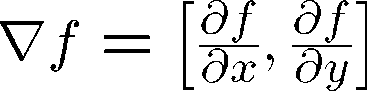 ∇f = [∂f/∂x, ∂f/∂y]